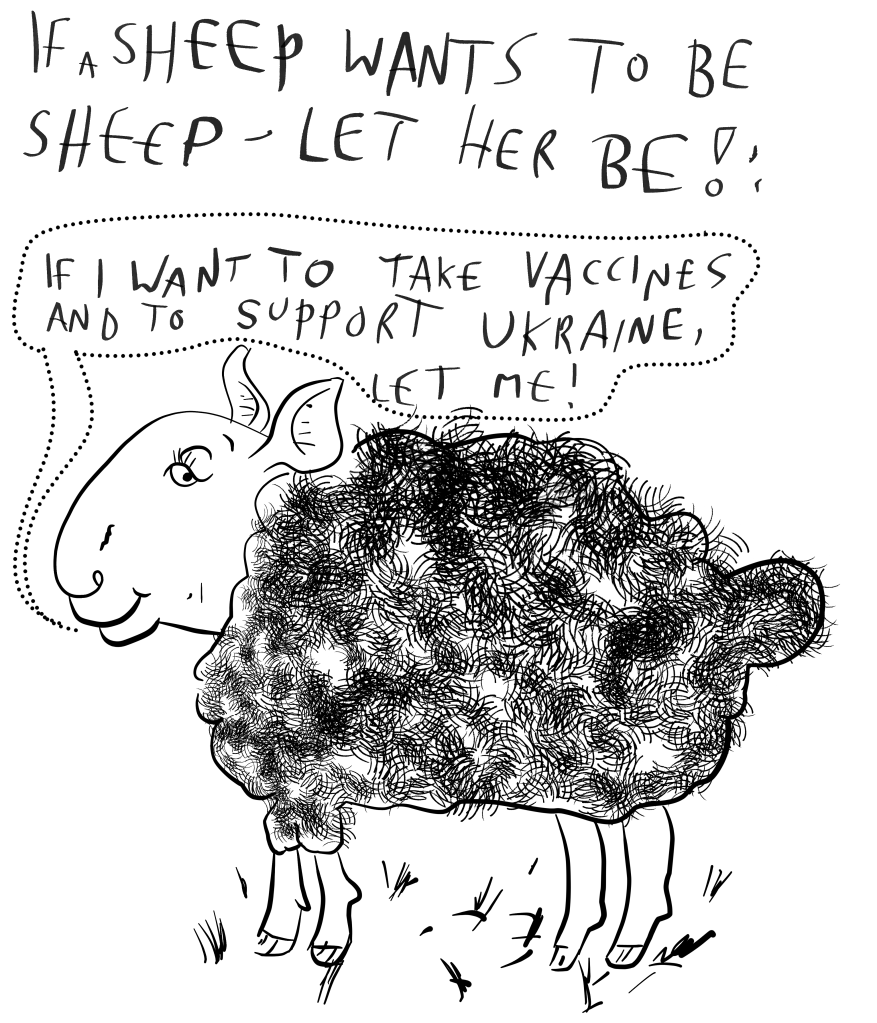 IF A SHEEP WANTS TO BE
SHEEP - LET HER BE!
IF I WANT TO TAKE VACCINES
AND TO SUPPORT UKRAINE,
LET ME!